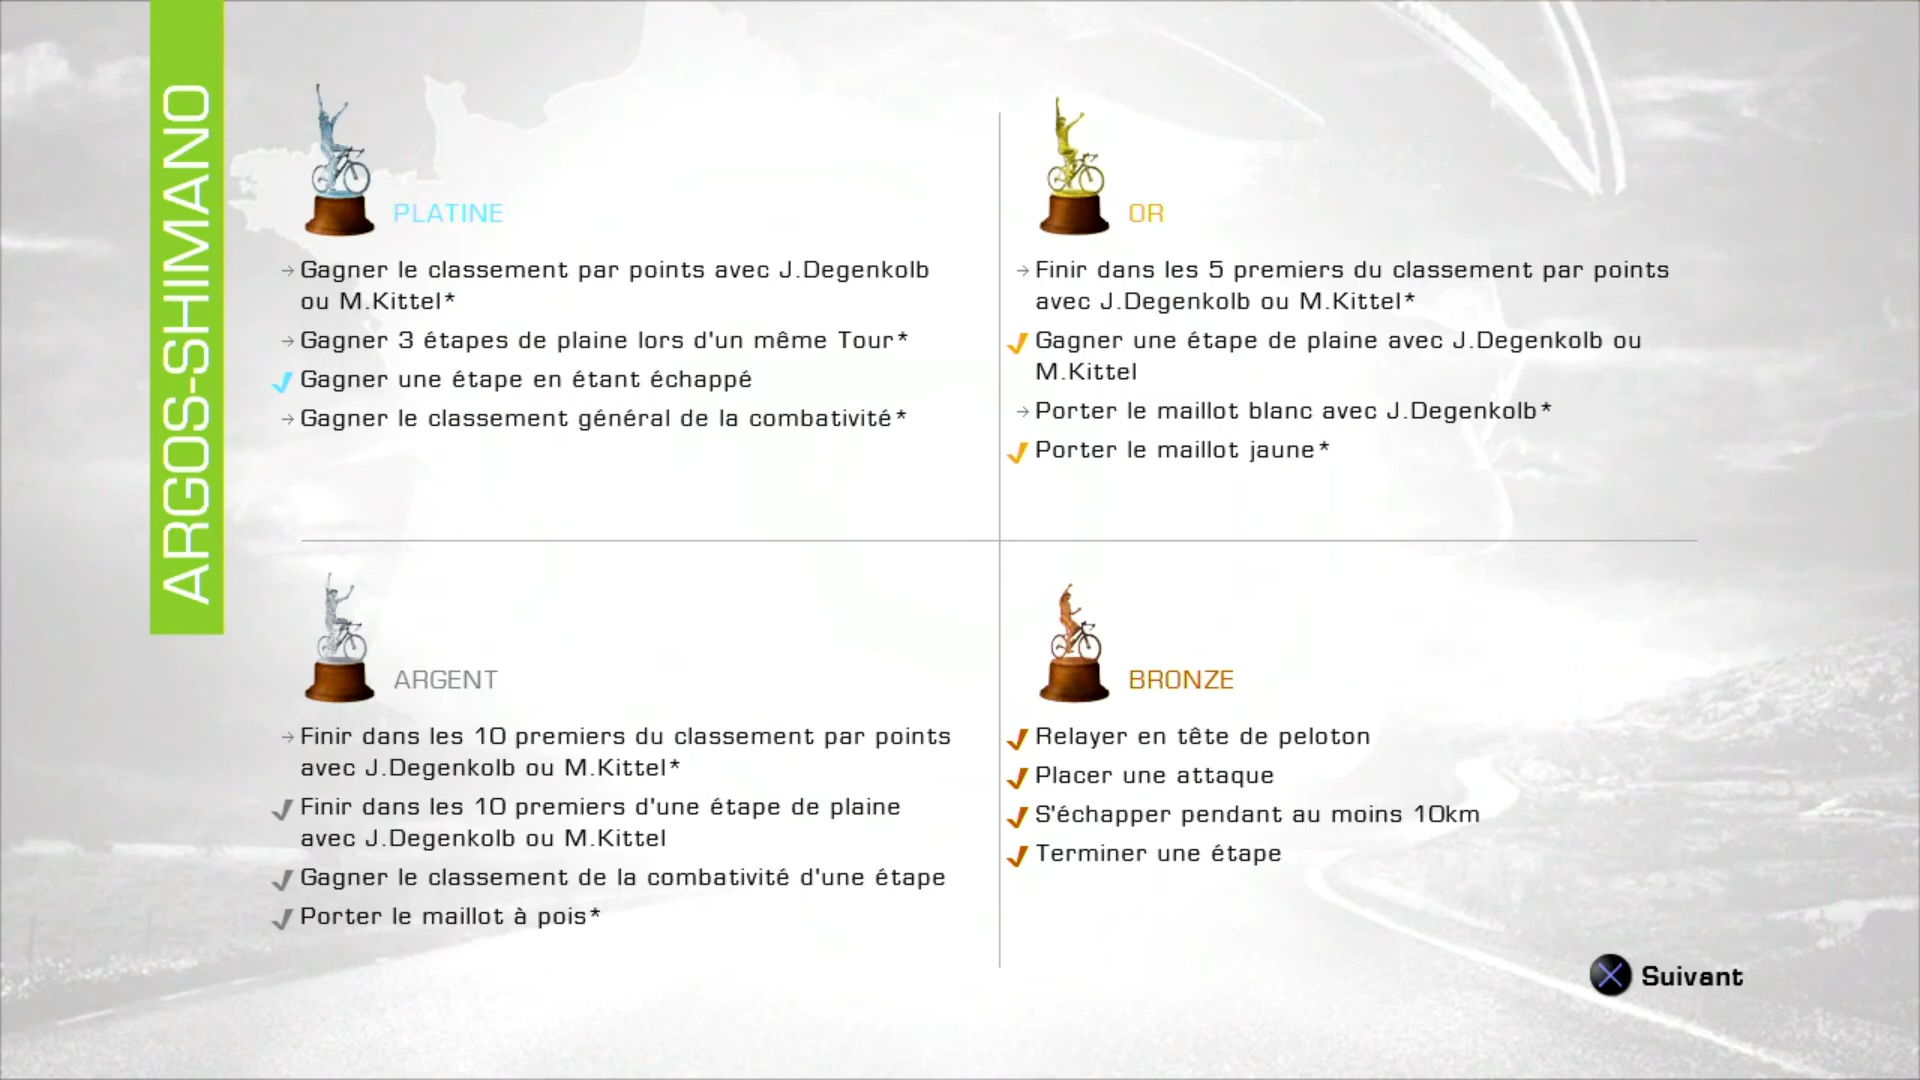 ARGOS-SHIMANO
PLATINE
Gagner le classement par points avec J.Degenkolb
ou M.Kittel*
Gagner 3 étapes de plaine lors d'un même Tour*
Gagner une étape en étant échappé
Gagner le classement général de la combativité*
OR
Finir dans les 5 premiers du classement par points
avec J.Degenkolb ou M.Kittel*
Gagner une étape de plaine avec J.Degenkolb ou
M.Kittel
Porter le maillot blanc avec J.Degenkolb*
Porter le maillot jaune*
ARGENT
Finir dans les 10 premiers du classement par points
avec J.Degenkolb ou M.Kittel*
Finir dans les 10 premiers d'une étape de plaine
avec J.Degenkolb ou M.Kittel
Gagner le classement de la combativité d'une étape
Porter le maillot à pois*
BRONZE
Relayer en tête de peloton
Placer une attaque
S'échapper pendant au moins 10km
Terminer une étape
Suivant